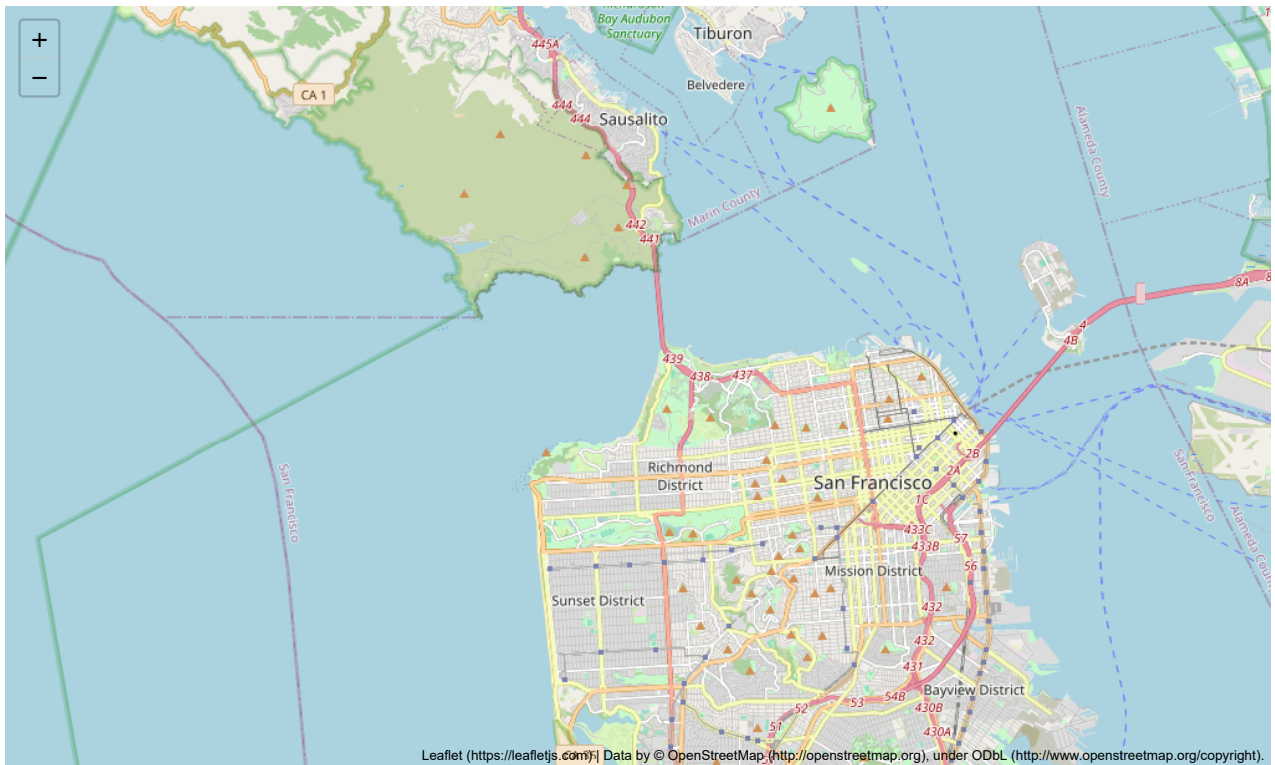 +
−
Bay Audubon
Sanctuary
Tiburon
Belvedere
445A
CA 1
444
444
Sausalito
Alameda County
Marin County
442
441
8A
4
4B
439
438
437
Richmond
District
San Francisco
2B
2A
1C
433C
433B
57
56
Mission District
Sunset District
San Francisco
San Francisco
432
432
431
Bayview District
54B
53
52
51
430B
430A
Leaflet (https://leafletjs.com) | Data by © OpenStreetMap (http://openstreetmap.org), under ODbL (http://www.openstreetmap.org/copyright).